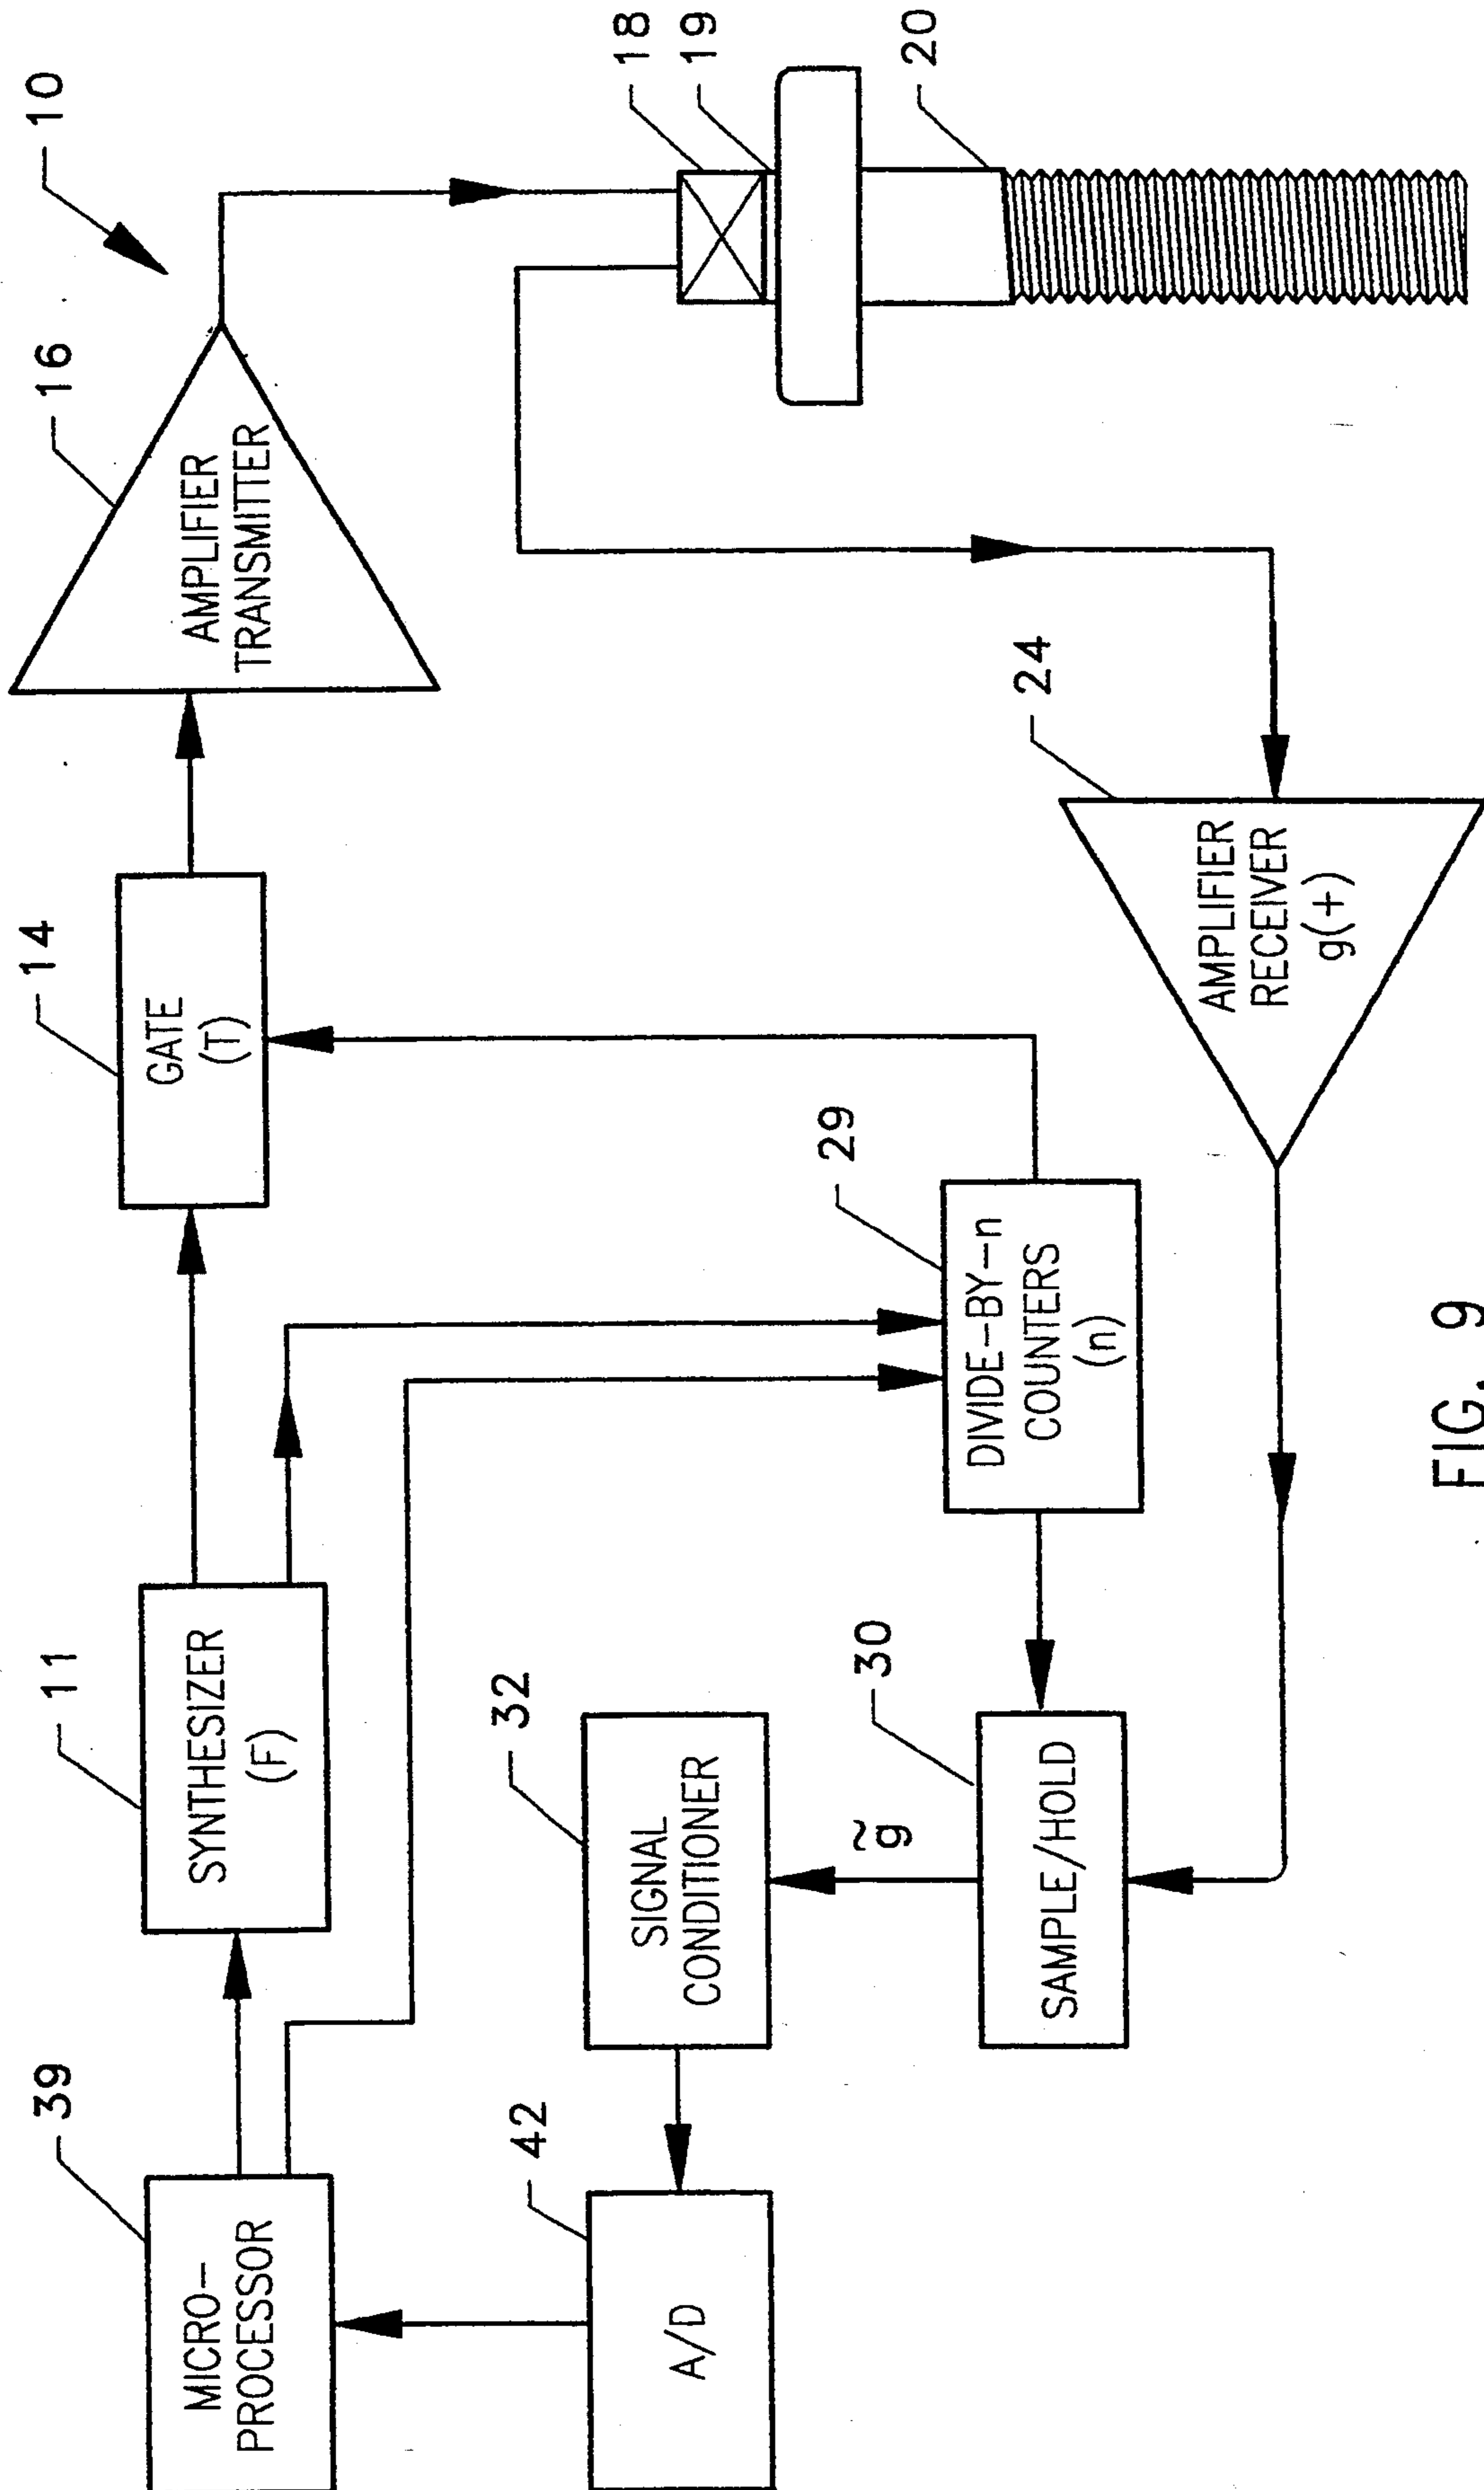 10
16
AMPLIFIER
TRANSMITTER
18
19
20
14
GATE
(T)
24
AMPLIFIER
RECEIVER
g(+)
11
SYNTHESIZER
(F)
29
DIVIDE-BY-n
COUNTERS
(n)
32
SIGNAL
CONDITIONER
g̃
30
SAMPLE/HOLD
39
MICRO-
PROCESSOR
42
A/D
FIG. 9